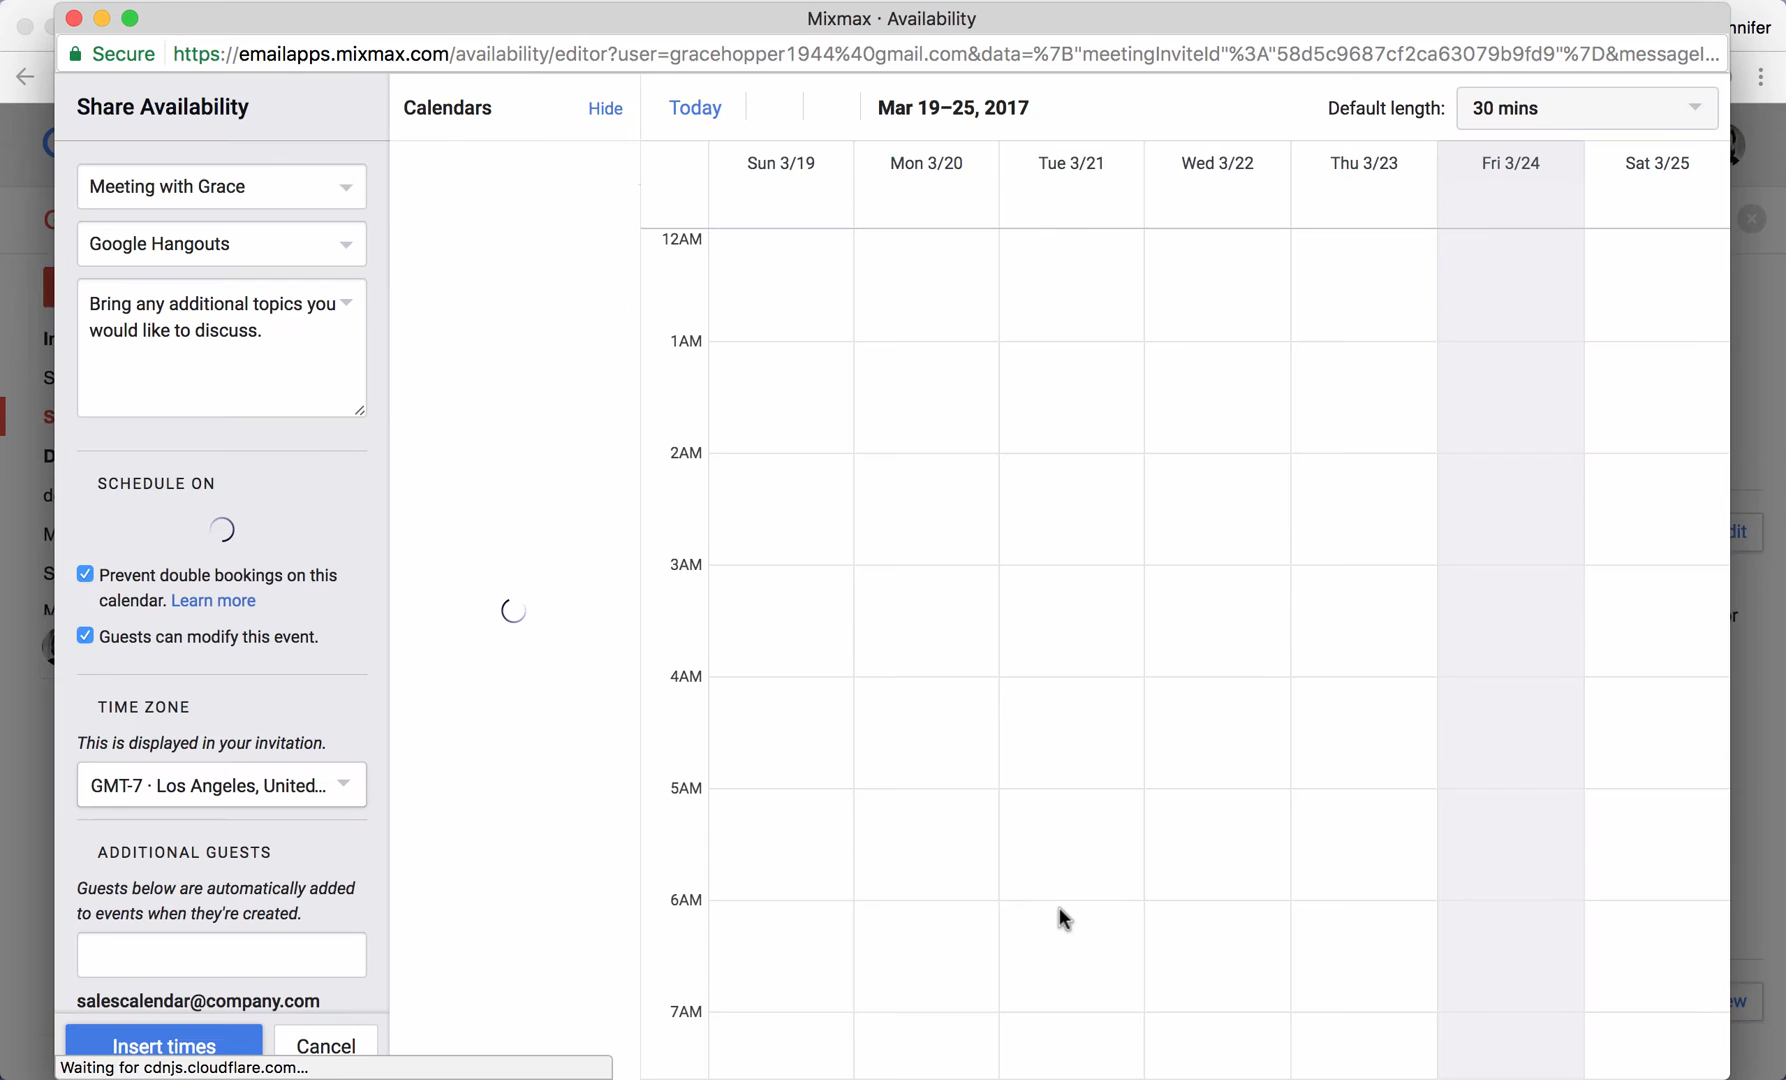 Mixmax · Availability
nnifer
Secure
https://emailapps.mixmax.com/availability/editor?user=gracehopper1944%40gmail.com&data=%7B"meetingInviteId"%3A"58d5c9687cf2ca63079b9fd9"%7D&messageI...
Share Availability
Calendars
Hide
Today
Mar 19–25, 2017
Default length:
30 mins
Meeting with Grace
Google Hangouts
Bring any additional topics you
would like to discuss.
SCHEDULE ON
Prevent double bookings on this
calendar. Learn more
Guests can modify this event.
TIME ZONE
This is displayed in your invitation.
GMT-7 · Los Angeles, United...
ADDITIONAL GUESTS
Guests below are automatically added
to events when they're created.
salescalendar@company.com
Insert times
Cancel
Waiting for cdnjs.cloudflare.com...
Sun 3/19
Mon 3/20
Tue 3/21
Wed 3/22
Thu 3/23
Fri 3/24
Sat 3/25
12AM
1AM
2AM
3AM
4AM
5AM
6AM
7AM
dit
or
ew